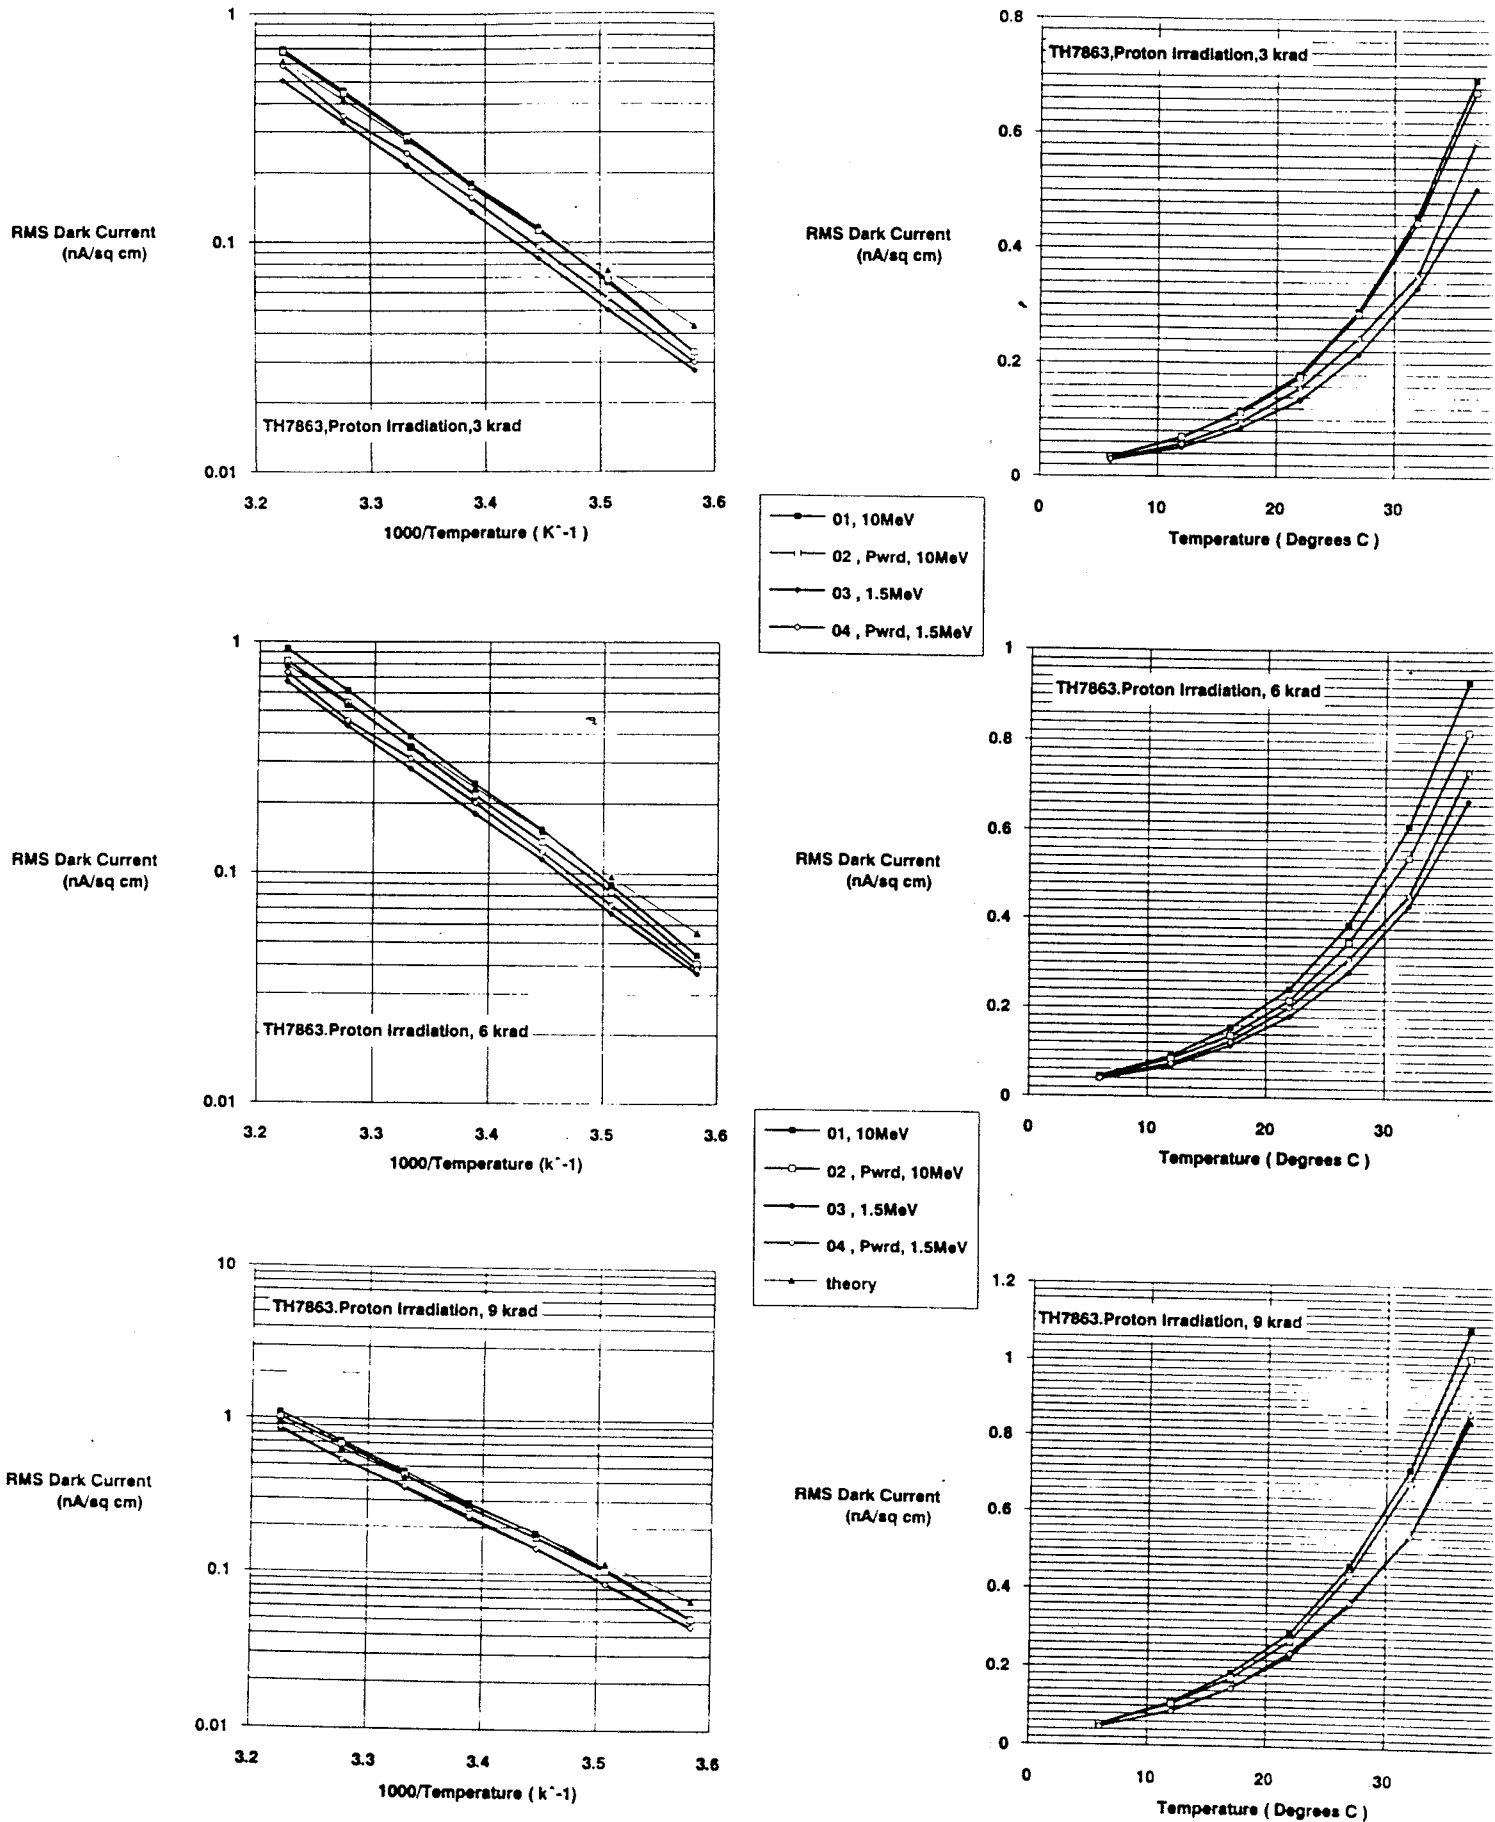 1
0.1
0.01
RMS Dark Current
(nA/sq cm)
TH7863,Proton Irradiation,3 krad
3.2
3.3
3.4
3.5
3.6
1000/Temperature ( K^-1 )
0.8
0.6
0.4
0.2
0
RMS Dark Current
(nA/sq cm)
TH7863,Proton Irradiation,3 krad
0
10
20
30
Temperature ( Degrees C )
01, 10MeV
02 , Pwrd, 10MeV
03 , 1.5MeV
04 , Pwrd, 1.5MeV
1
0.1
0.01
RMS Dark Current
(nA/sq cm)
TH7863.Proton Irradiation, 6 krad
3.2
3.3
3.4
3.5
3.6
1000/Temperature (k^-1)
1
0.8
0.6
0.4
0.2
0
RMS Dark Current
(nA/sq cm)
TH7863.Proton Irradiation, 6 krad
0
10
20
30
Temperature ( Degrees C )
01, 10MeV
02 , Pwrd, 10MeV
03 , 1.5MeV
04 , Pwrd, 1.5MeV
theory
10
1
0.1
0.01
RMS Dark Current
(nA/sq cm)
TH7863.Proton Irradiation, 9 krad
3.2
3.3
3.4
3.5
3.6
1000/Temperature ( k^-1)
1.2
1
0.8
0.6
0.4
0.2
0
RMS Dark Current
(nA/sq cm)
TH7863.Proton Irradiation, 9 krad
0
10
20
30
Temperature ( Degrees C )